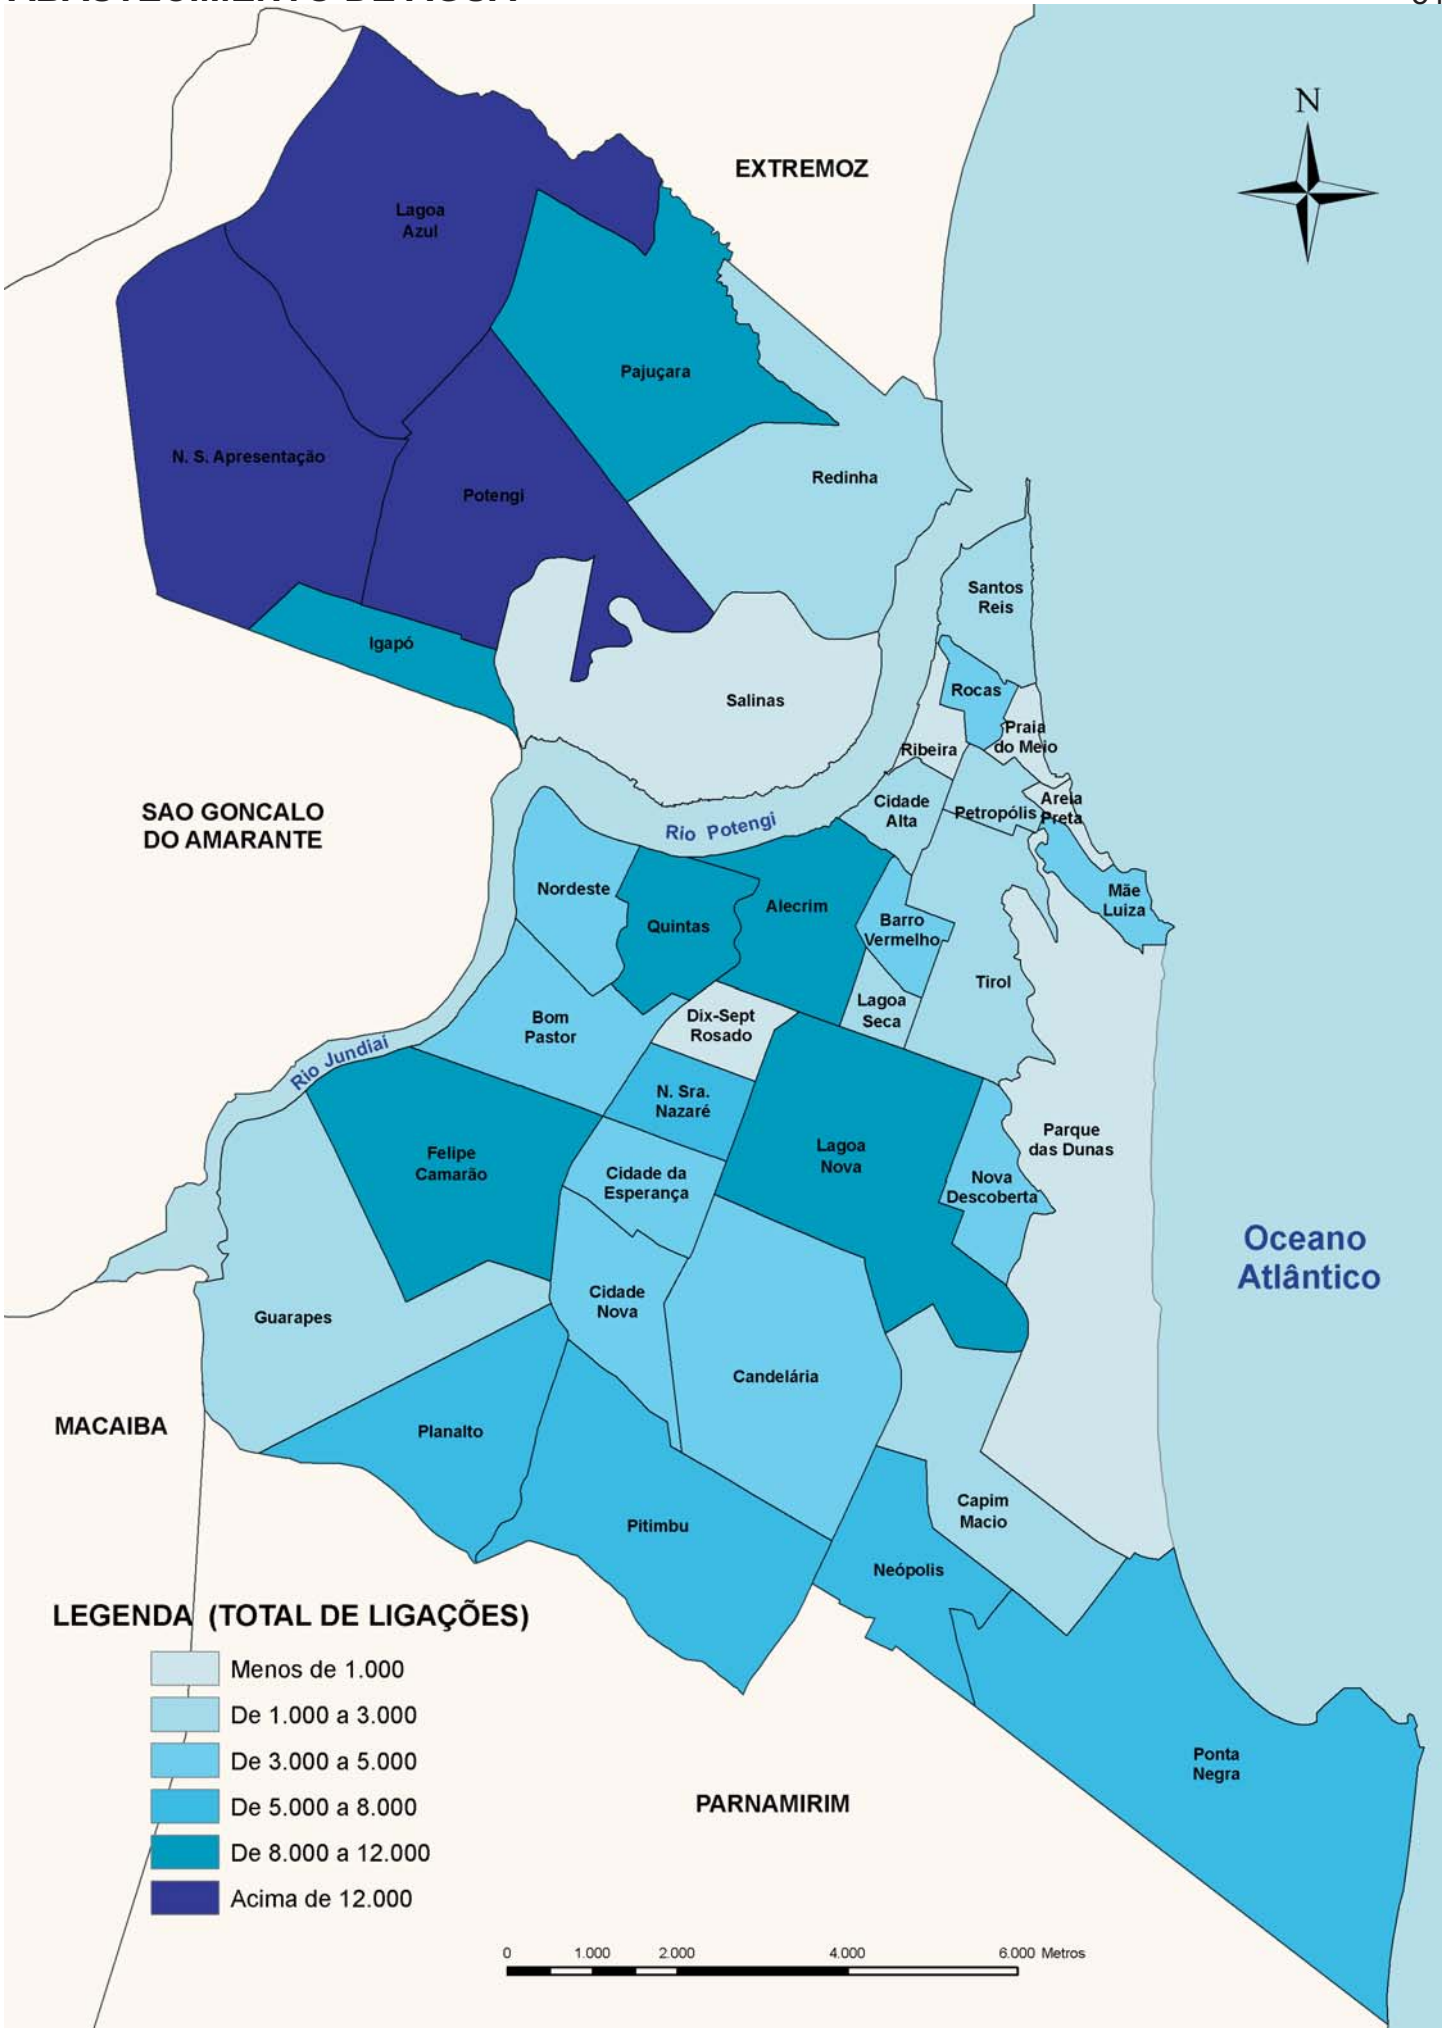 N
EXTREMOZ
Lagoa
Azul
Pajuçara
N. S. Apresentação
Redinha
Potengi
Santos
Reis
Igapó
Rocas
Salinas
Praia
do Meio
Ribeira
SAO GONCALO
DO AMARANTE
Cidade
Alta
Areia
Preta
Petropólis
Rio Potengi
Nordeste
Mãe
Luiza
Alecrim
Quintas
Barro
Vermelho
Tirol
Lagoa
Seca
Dix-Sept
Rosado
Bom
Pastor
Rio Jundiaí
N. Sra.
Nazaré
Parque
das Dunas
Lagoa
Nova
Felipe
Camarão
Cidade da
Esperança
Nova
Descoberta
Oceano
Atlântico
Cidade
Nova
Guarapes
Candelária
MACAIBA
Planalto
Capim
Macio
Pitimbu
Neópolis
LEGENDA (TOTAL DE LIGAÇÕES)
Menos de 1.000
De 1.000 a 3.000
De 3.000 a 5.000
De 5.000 a 8.000
De 8.000 a 12.000
Acima de 12.000
Ponta
Negra
PARNAMIRIM
0 1.000 2.000 4.000 6.000 Metros